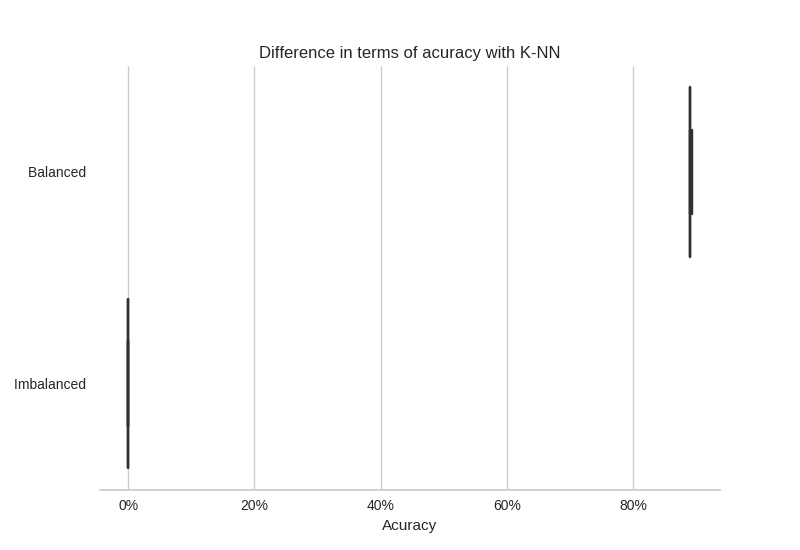 Difference in terms of acuracy with K-NN
Balanced
Imbalanced
0% 20% 40% 60% 80%
Acuracy